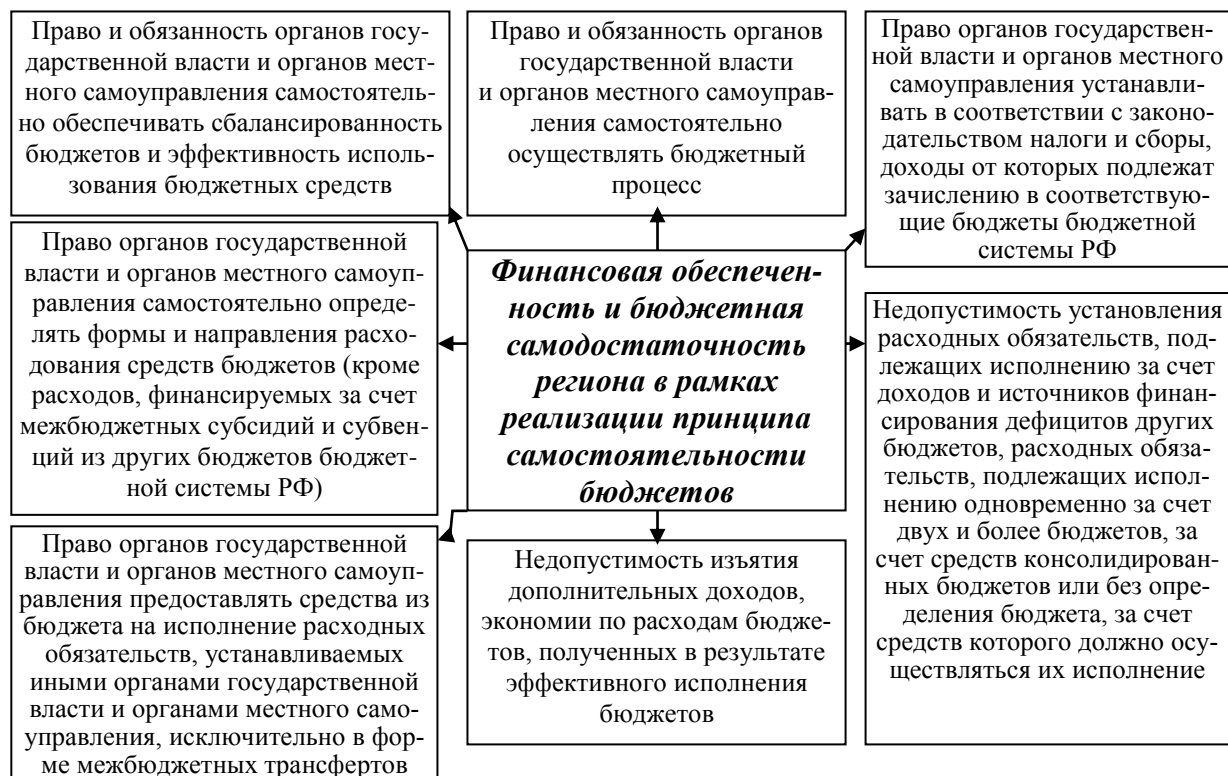 Право и обязанность органов госу-
дарственной власти и органов мест-
ного самоуправления самостоятель-
но обеспечивать сбалансированность
бюджетов и эффективность исполь-
зования бюджетных средств
Право и обязанность органов
государственной власти
и органов местного самоуправ-
ления самостоятельно
осуществлять бюджетный
процесс
Право органов государствен-
ной власти и органов местного
самоуправления устанавли-
вать в соответствии с законо-
дательством налоги и сборы,
доходы от которых подлежат
зачислению в соответствую-
щие бюджеты бюджетной
системы РФ
Право органов государственной
власти и органов местного самоуп-
равления самостоятельно опреде-
лять формы и направления расхо-
дования средств бюджетов (кроме
расходов, финансируемых за счет
межбюджетных субсидий и субвен-
ций из других бюджетов бюджет-
ной системы РФ)
Финансовая обеспечен-
ность и бюджетная
самодостаточность
региона в рамках
реализации принципа
самостоятельности
бюджетов
Недопустимость установления
расходных обязательств, под-
лежащих исполнению за счет
доходов и источников финан-
сирования дефицитов других
бюджетов, расходных обяза-
тельств, подлежащих испол-
нению одновременно за счет
двух и более бюджетов, за
счет средств консолидирован-
ных бюджетов или без опре-
деления бюджета, за счет
средств которого должно осу-
ществляться их исполнение
Право органов государственной
власти и органов местного самоуп-
равления предоставлять средства из
бюджета на исполнение расходных
обязательств, устанавливаемых
иными органами государственной
власти и органами местного само-
управления, исключительно в фор-
ме межбюджетных трансфертов
Недопустимость изъятия
дополнительных доходов,
экономии по расходам бюдже-
тов, полученных в результате
эффективного исполнения
бюджетов